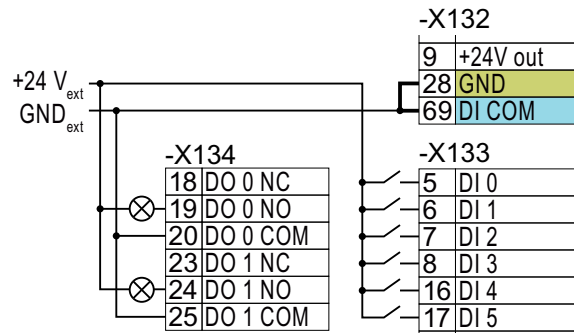 -X132
9 +24V out
28 GND
69 DI COM
+24 Vext
GNDext
-X134
18 DO 0 NC
19 DO 0 NO
20 DO 0 COM
23 DO 1 NC
24 DO 1 NO
25 DO 1 COM
-X133
5 DI 0
6 DI 1
7 DI 2
8 DI 3
16 DI 4
17 DI 5